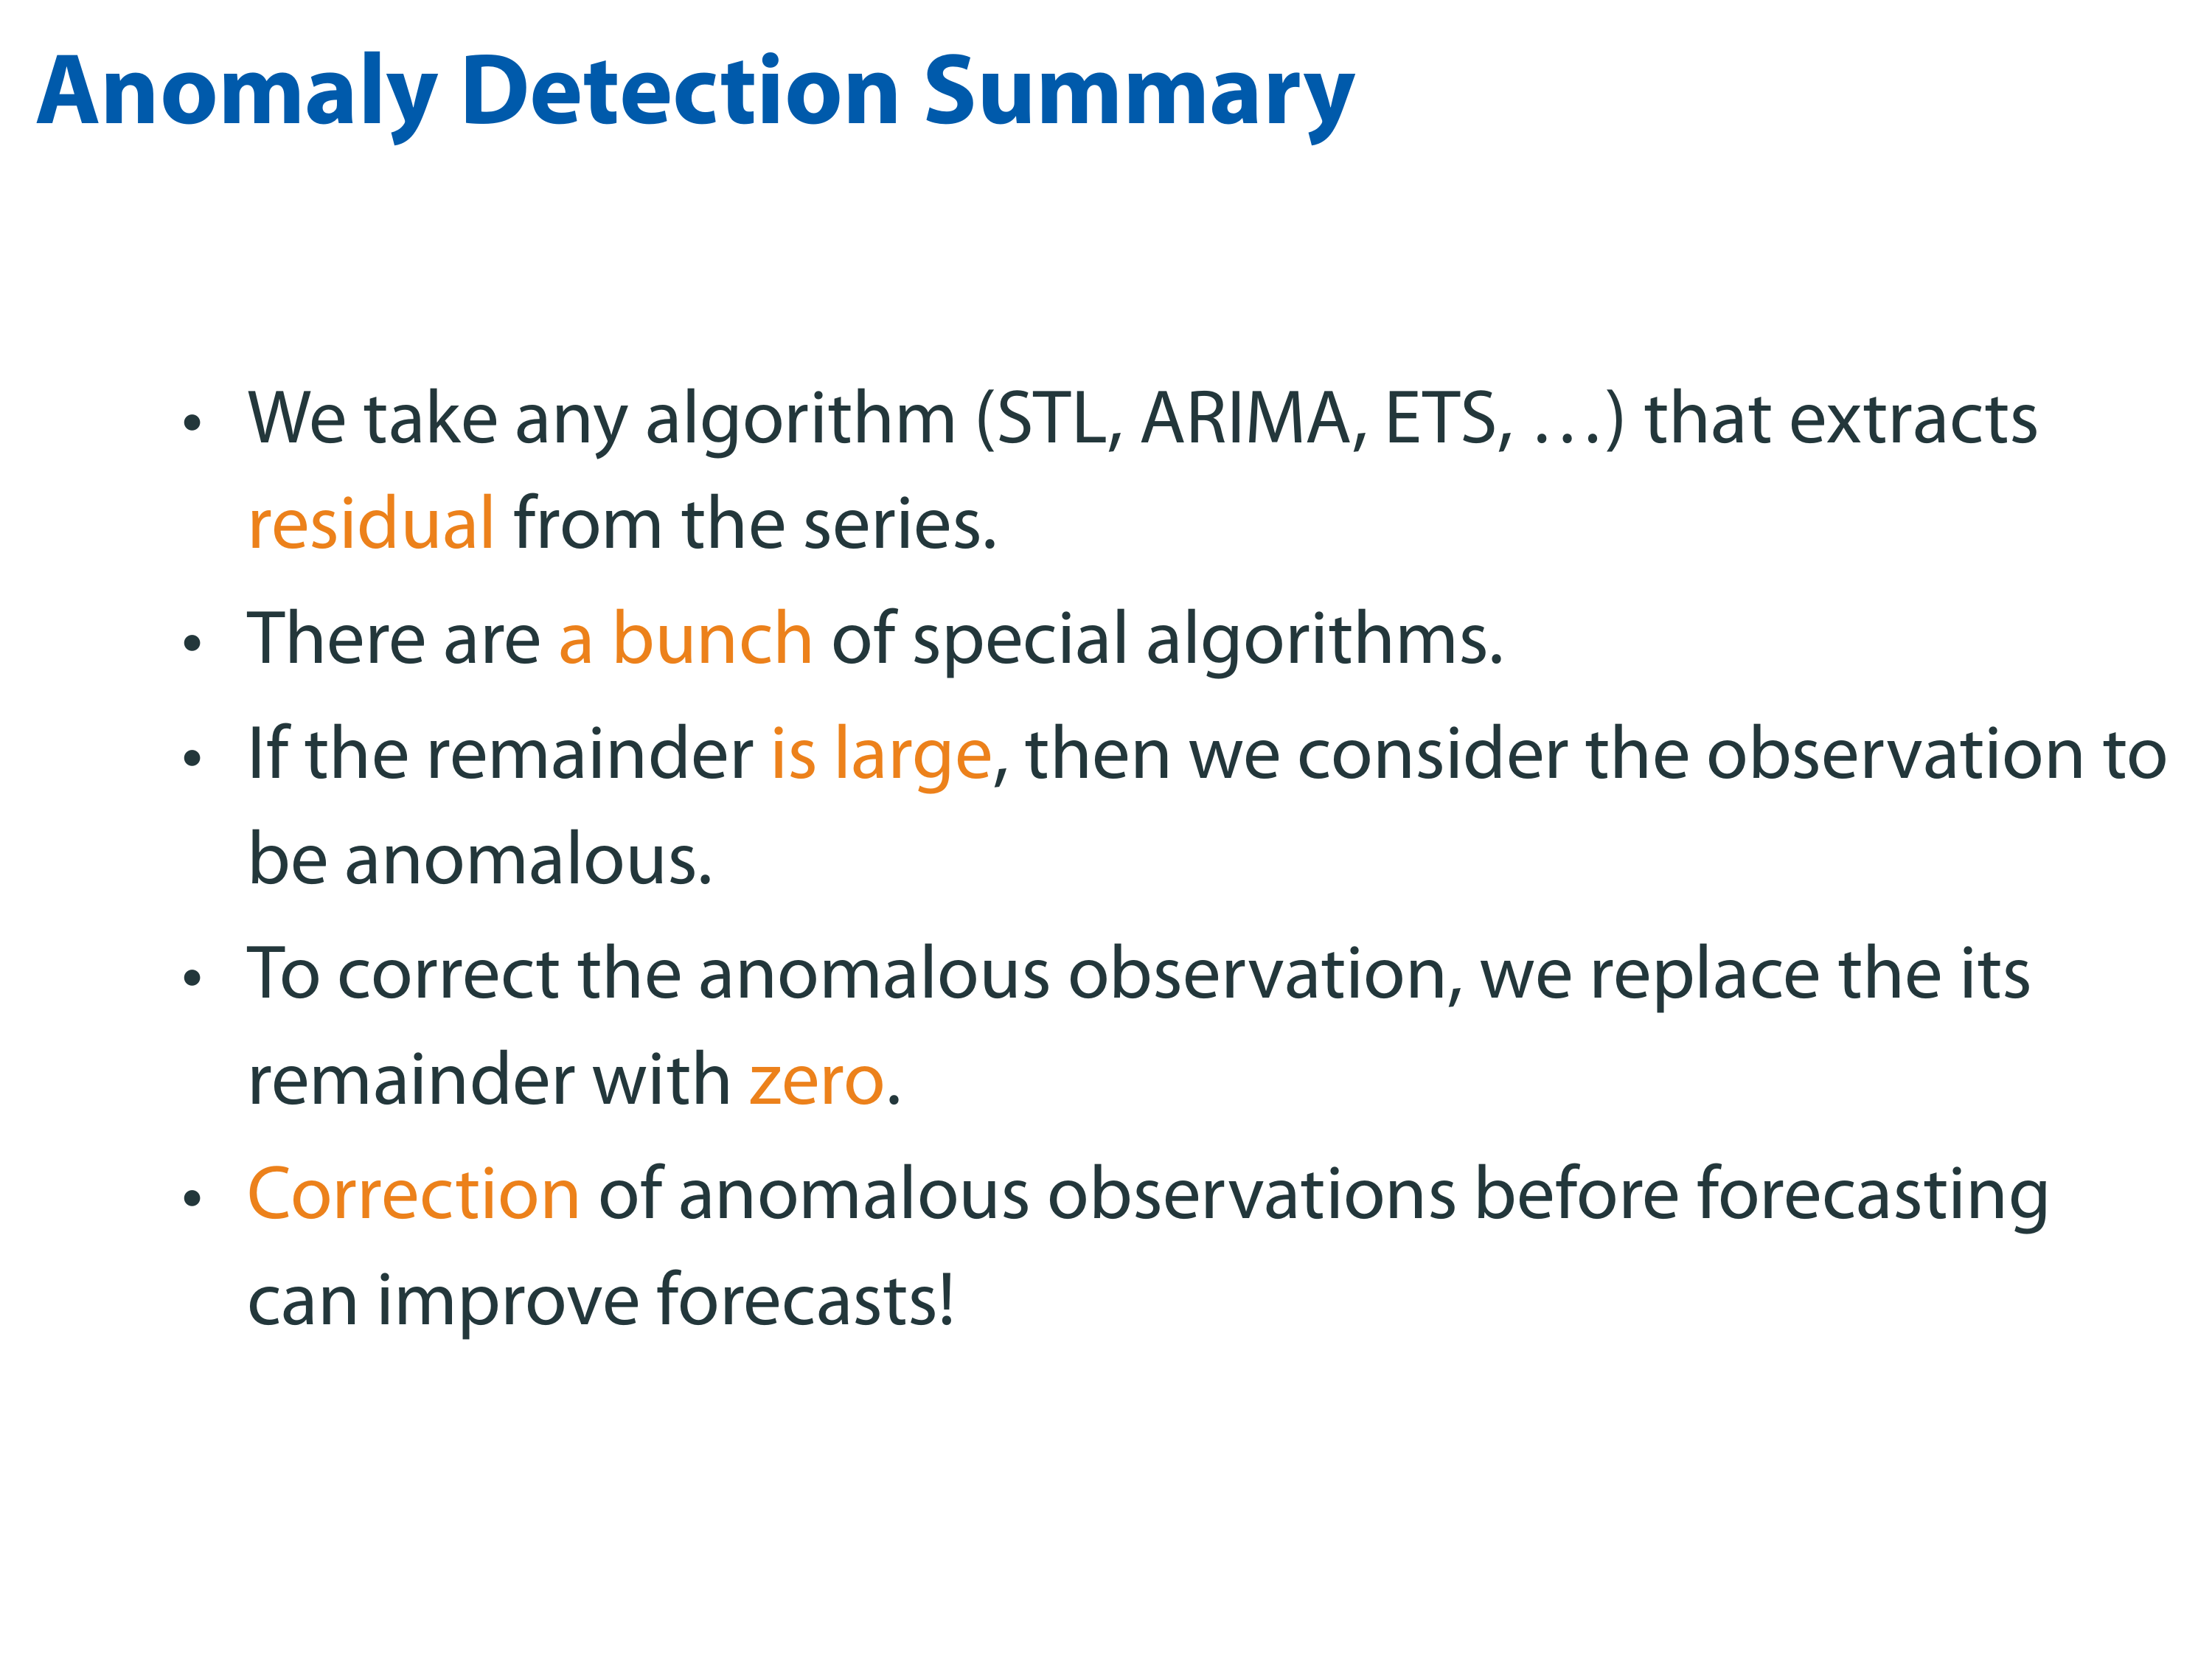 Anomaly Detection Summary
• We take any algorithm (STL, ARIMA, ETS, …) that extracts
residual from the series.
• There are a bunch of special algorithms.
• If the remainder is large, then we consider the observation to
be anomalous.
• To correct the anomalous observation, we replace the its
remainder with zero.
• Correction of anomalous observations before forecasting
can improve forecasts!